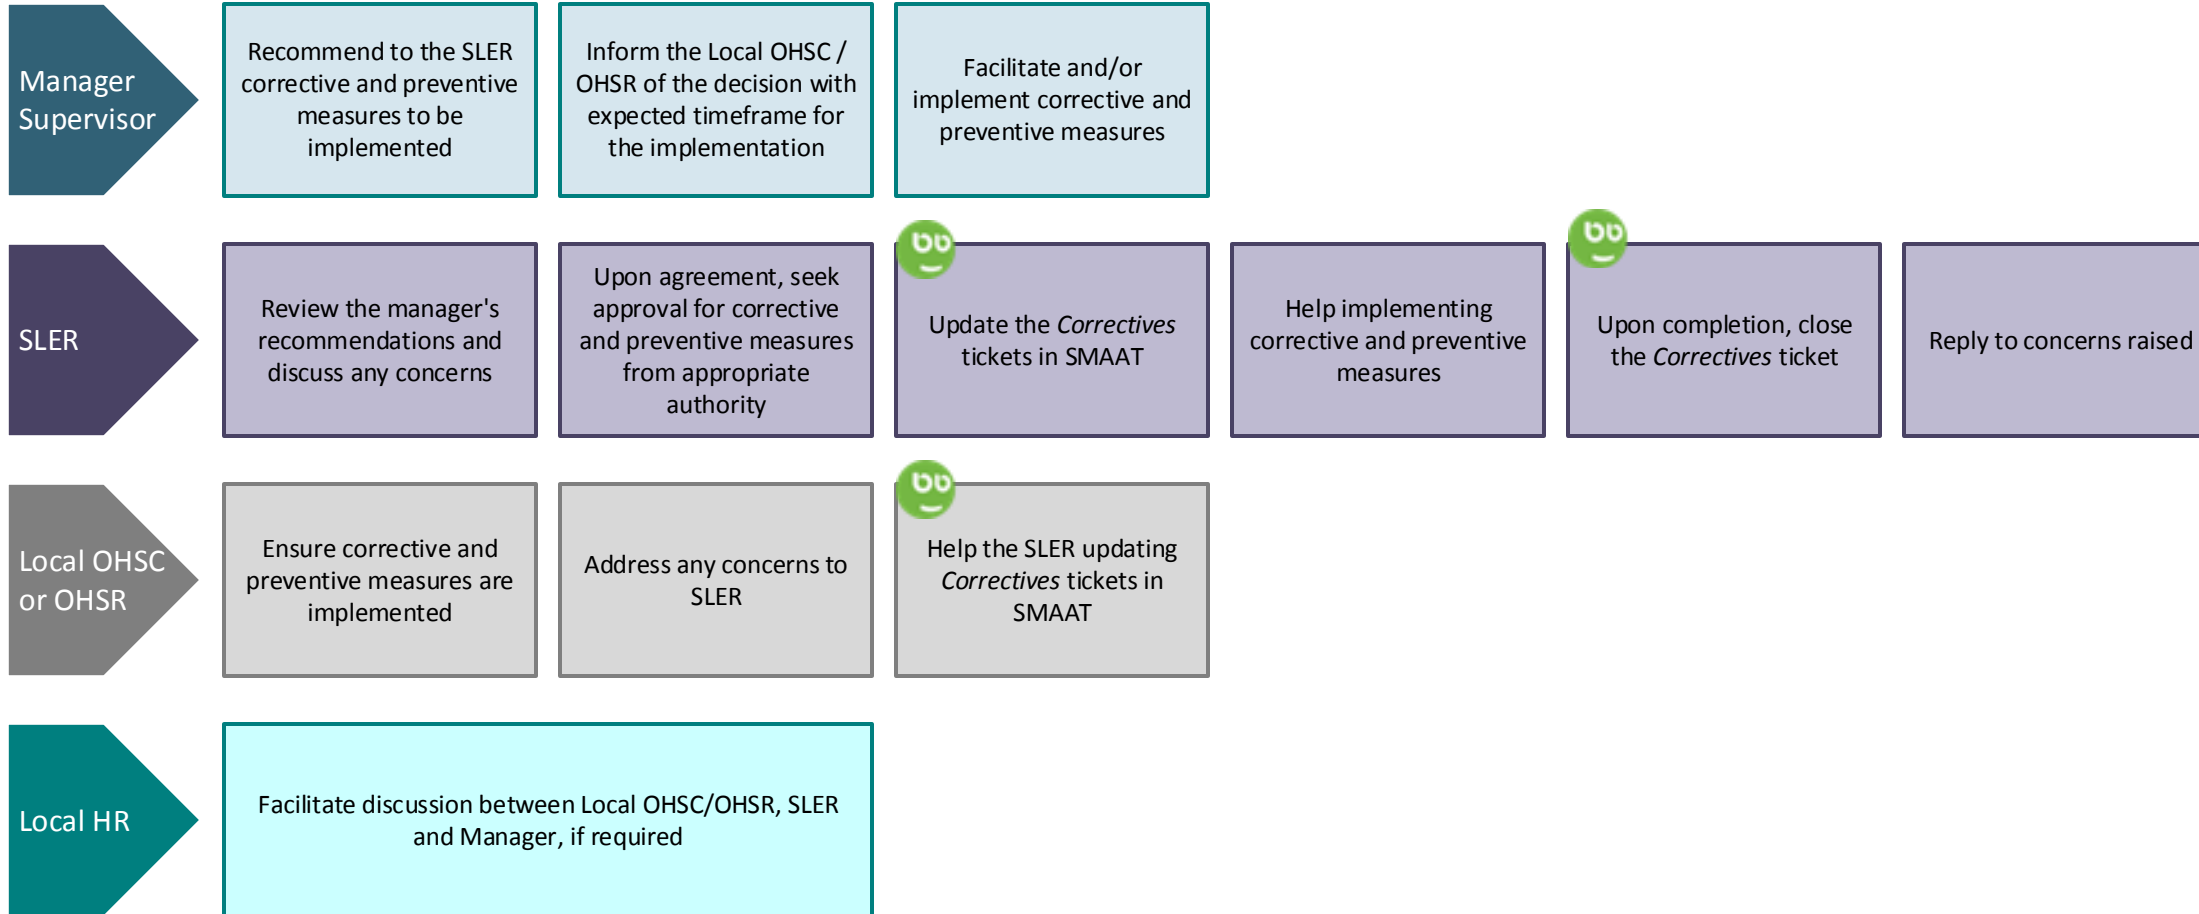 Manager
Supervisor
Recommend to the SLER
corrective and preventive
measures to be
implemented
Inform the Local OHSC /
OHSR of the decision with
expected timeframe for
the implementation
Facilitate and/or
implement corrective and
preventive measures
SLER
Review the manager's
recommendations and
discuss any concerns
Upon agreement, seek
approval for corrective
and preventive measures
from appropriate
authority
Update the Correctives
tickets in SMAAT
Help implementing
corrective and preventive
measures
Upon completion, close
the Correctives ticket
Reply to concerns raised
Local OHSC
or OHSR
Ensure corrective and
preventive measures are
implemented
Address any concerns to
SLER
Help the SLER updating
Correctives tickets in
SMAAT
Local HR
Facilitate discussion between Local OHSC/OHSR, SLER
and Manager, if required